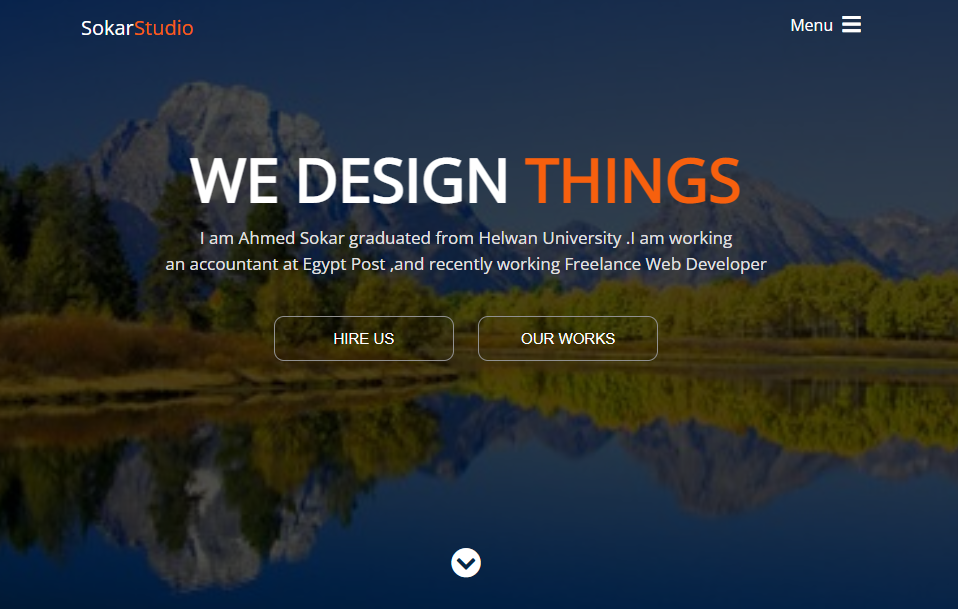 SokarStudio
Menu
WE DESIGN THINGS
I am Ahmed Sokar graduated from Helwan University .I am working
an accountant at Egypt Post ,and recently working Freelance Web Developer
HIRE US
OUR WORKS